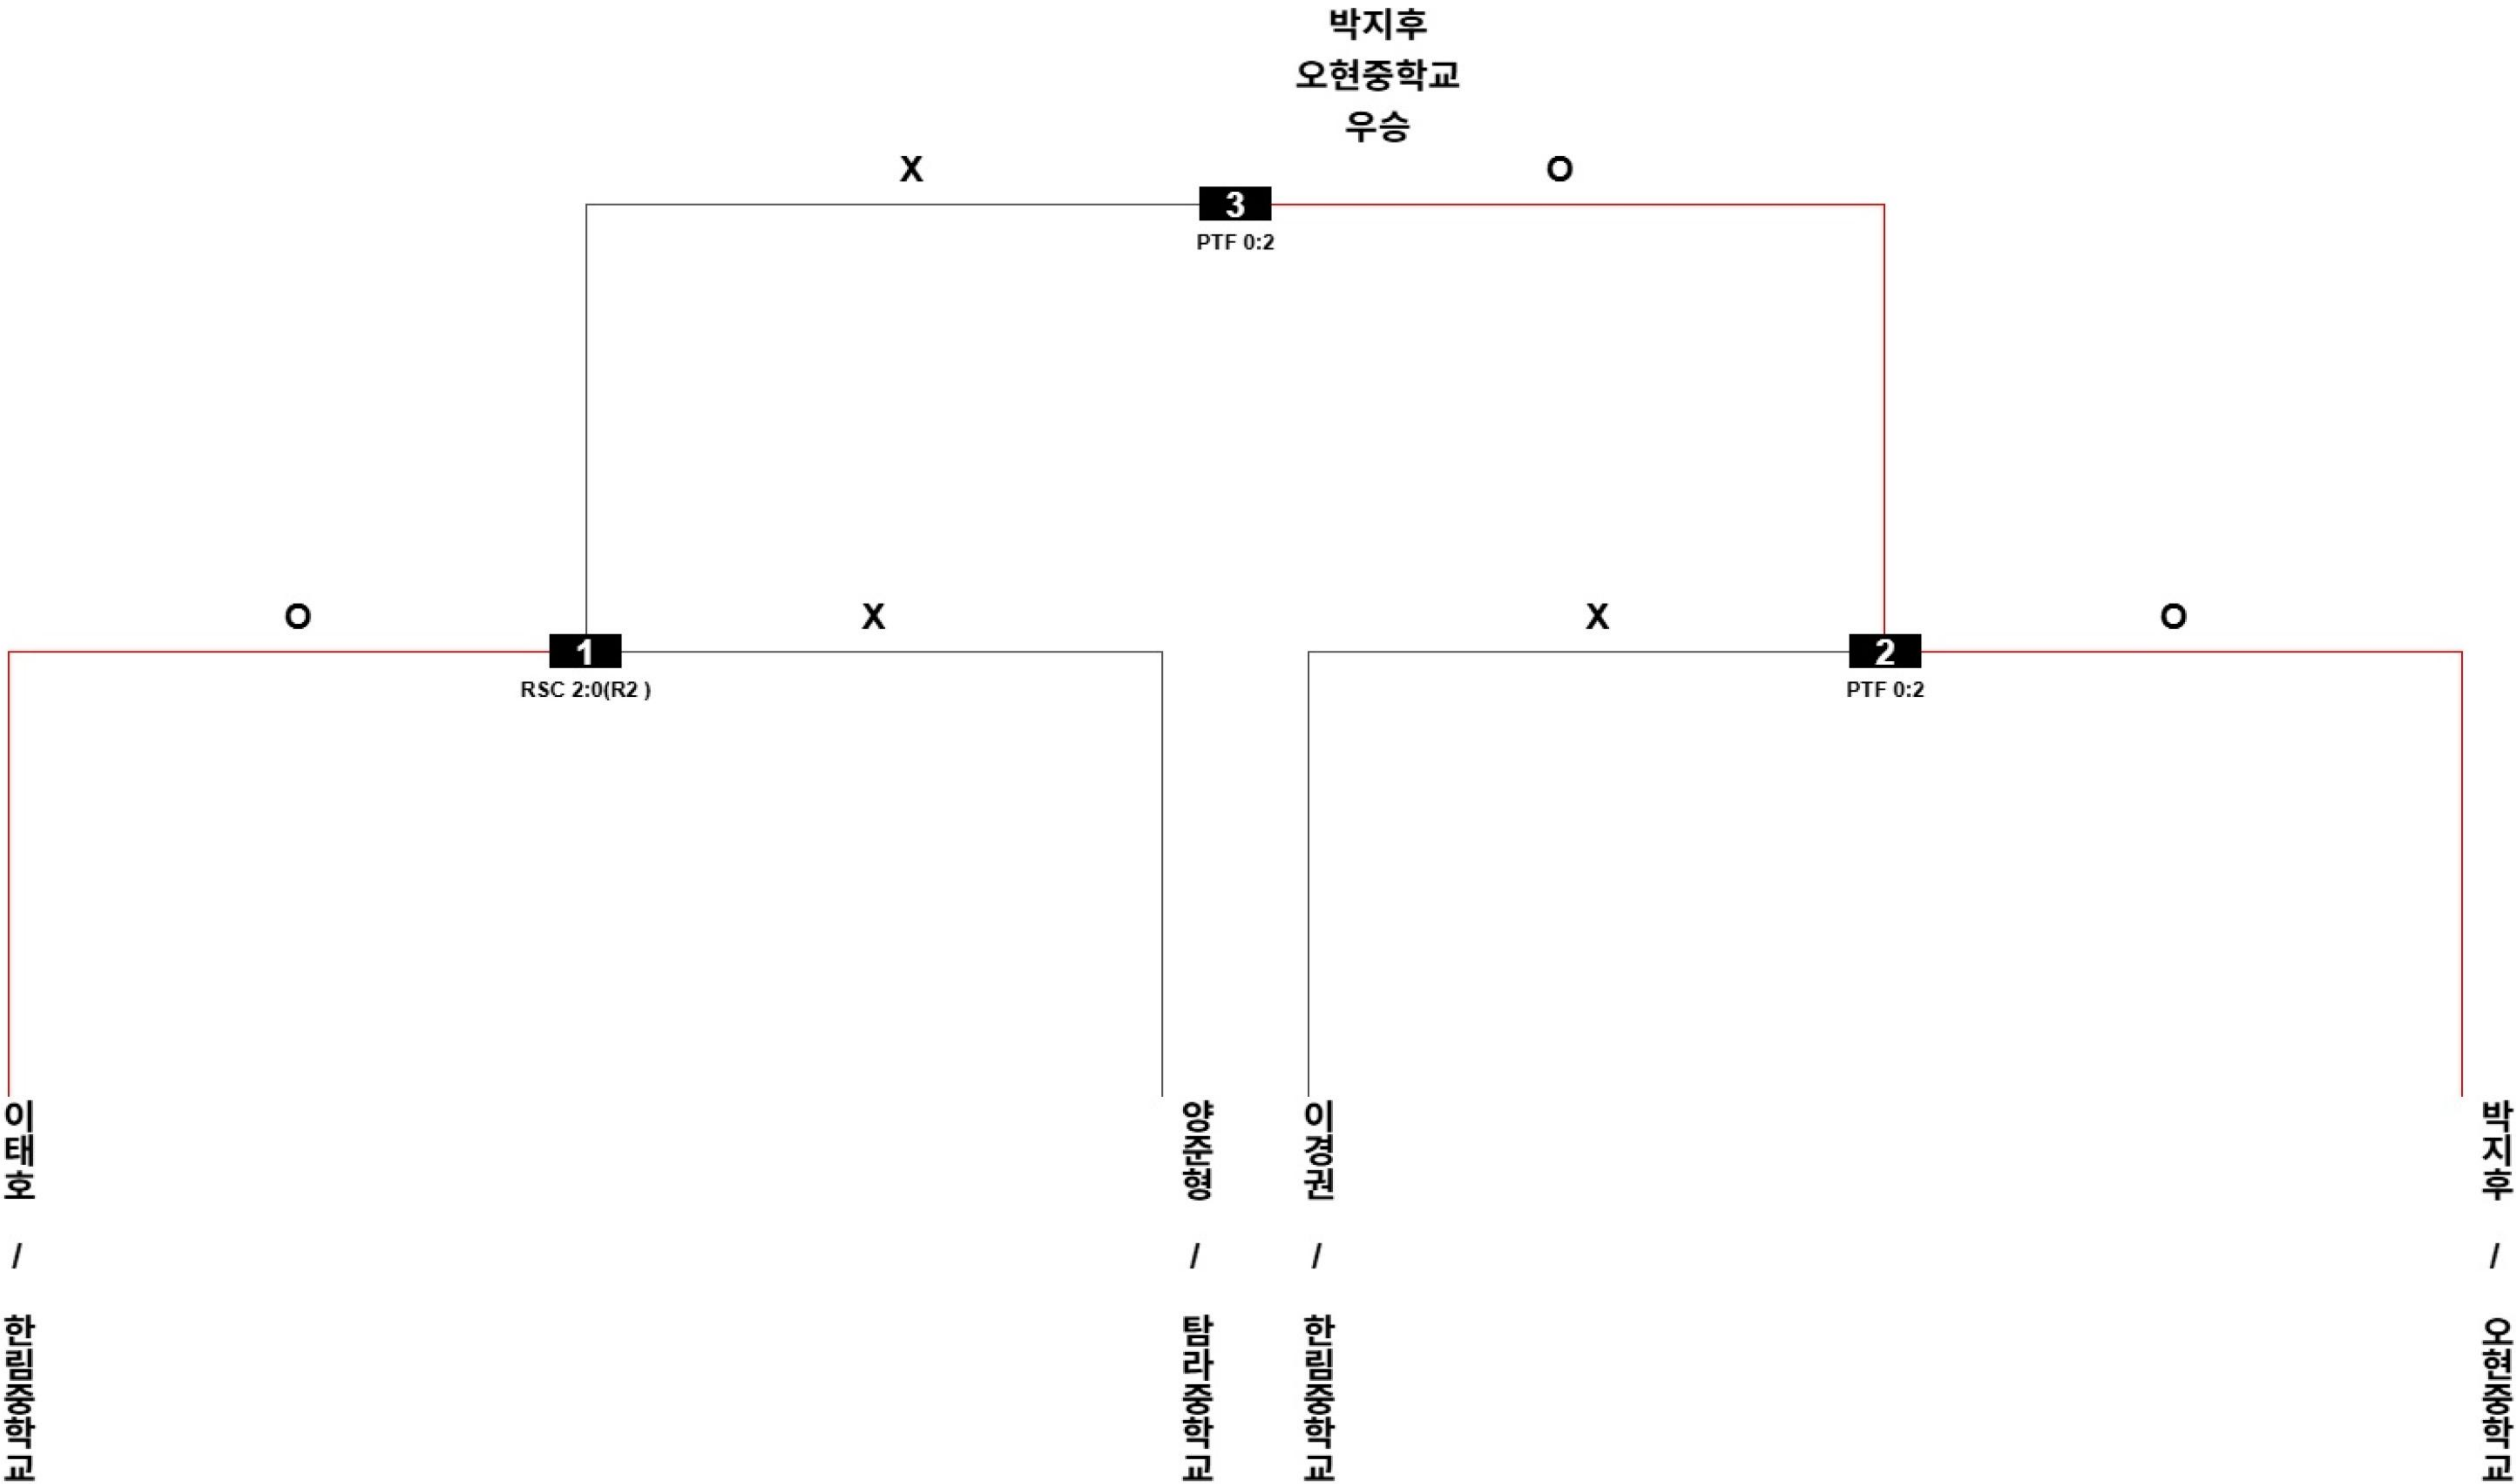 박지후
오현중학교
우승
X
O
3
PTF 0:2
O
X
X
O
1
2
RSC 2:0(R2 )
PTF 0:2
이태호 / 한림중학교
양준형 / 탐라중학교
이경권 / 한림중학교
박지후 / 오현중학교